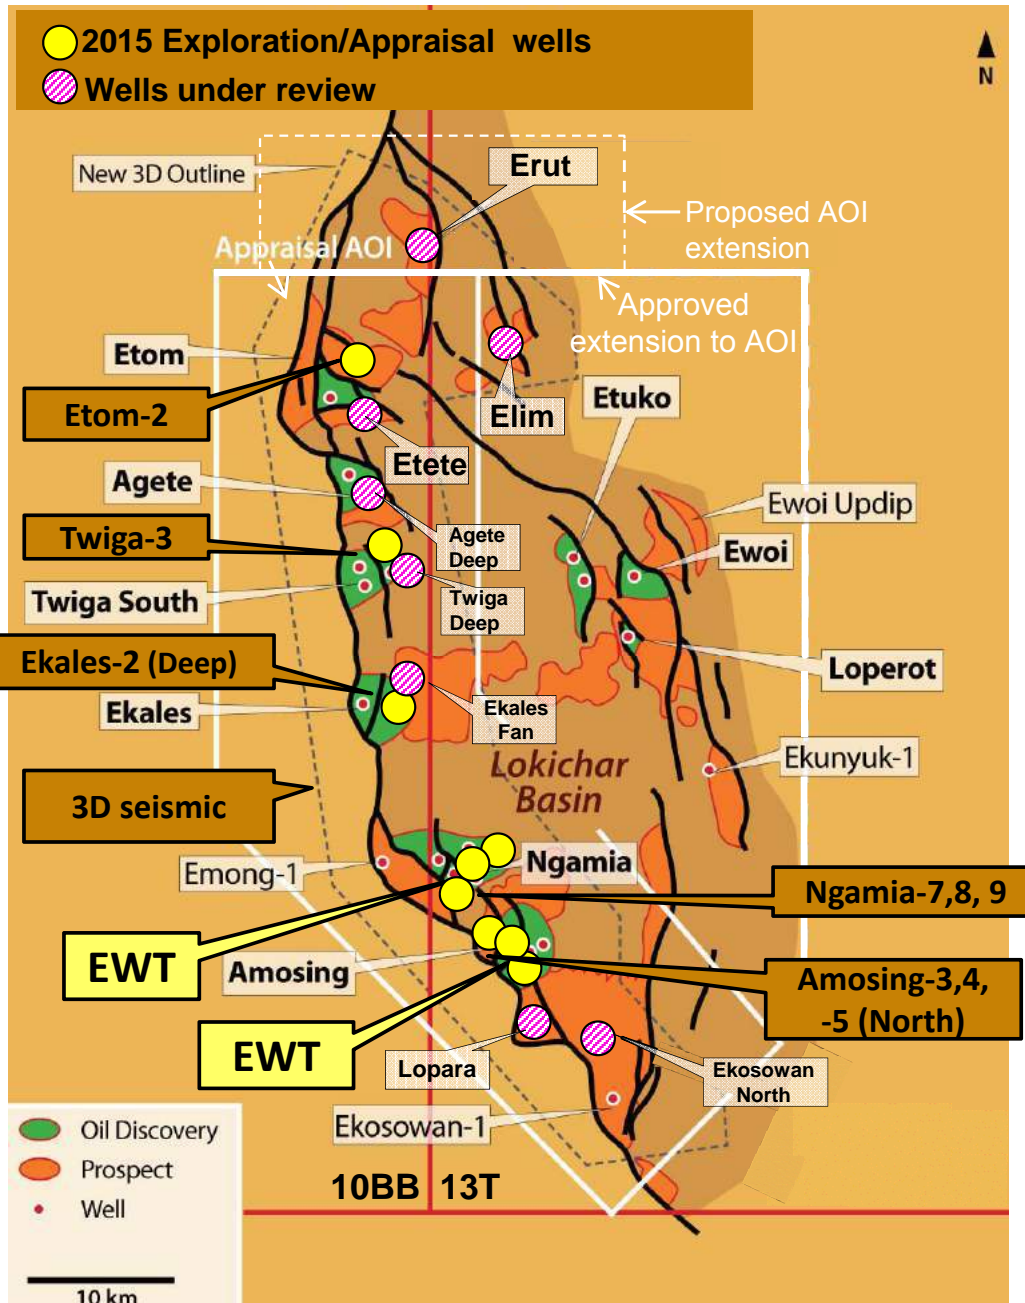 2015 Exploration/Appraisal wells
Wells under review
N
New 3D Outline
Erut
Proposed AOI
extension
Appraisal AOI
Approved
extension to AOI
Etom
Etom-2
Elim
Etuko
Etete
Agete
Ewoi Updip
Twiga-3
Agete
Deep
Ewoi
Twiga South
Twiga
Deep
Ekales-2 (Deep)
Loperot
Ekales
Ekales
Fan
Lokichar
Basin
Ekunyuk-1
3D seismic
Emong-1
Ngamia
Ngamia-7,8, 9
EWT
Amosing
Amosing-3,4,
-5 (North)
EWT
Lopara
Ekosowan
North
Ekosowan-1
Oil Discovery
Prospect
Well
10BB
13T
10 km